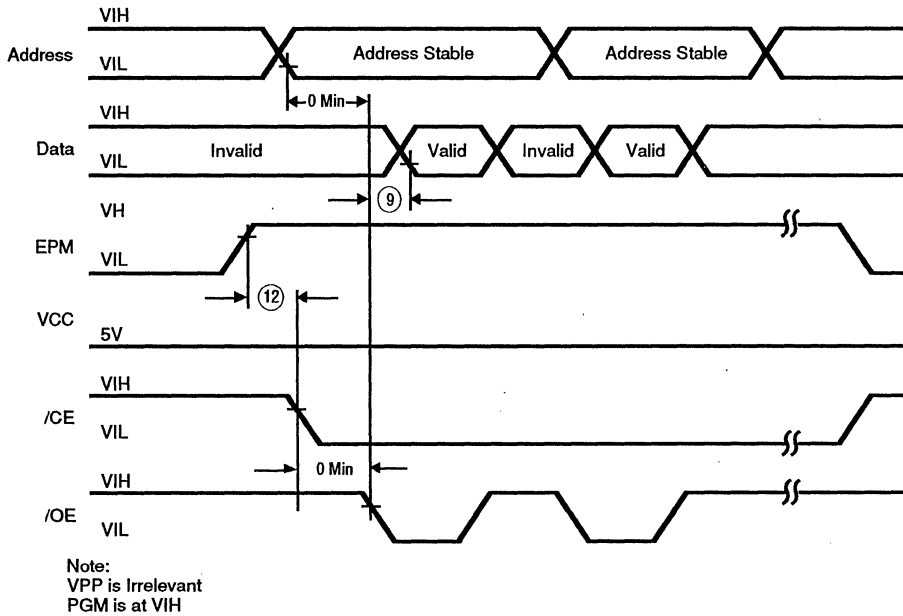 VIH
Address
VIL
Address Stable
Address Stable
0 Min
VIH
Data
VIL
Invalid
Valid
Invalid
Valid
9
VH
EPM
VIL
12
VCC
5V
VIH
/CE
VIL
0 Min
VIH
/OE
VIL
Note:
VPP is Irrelevant
PGM is at VIH